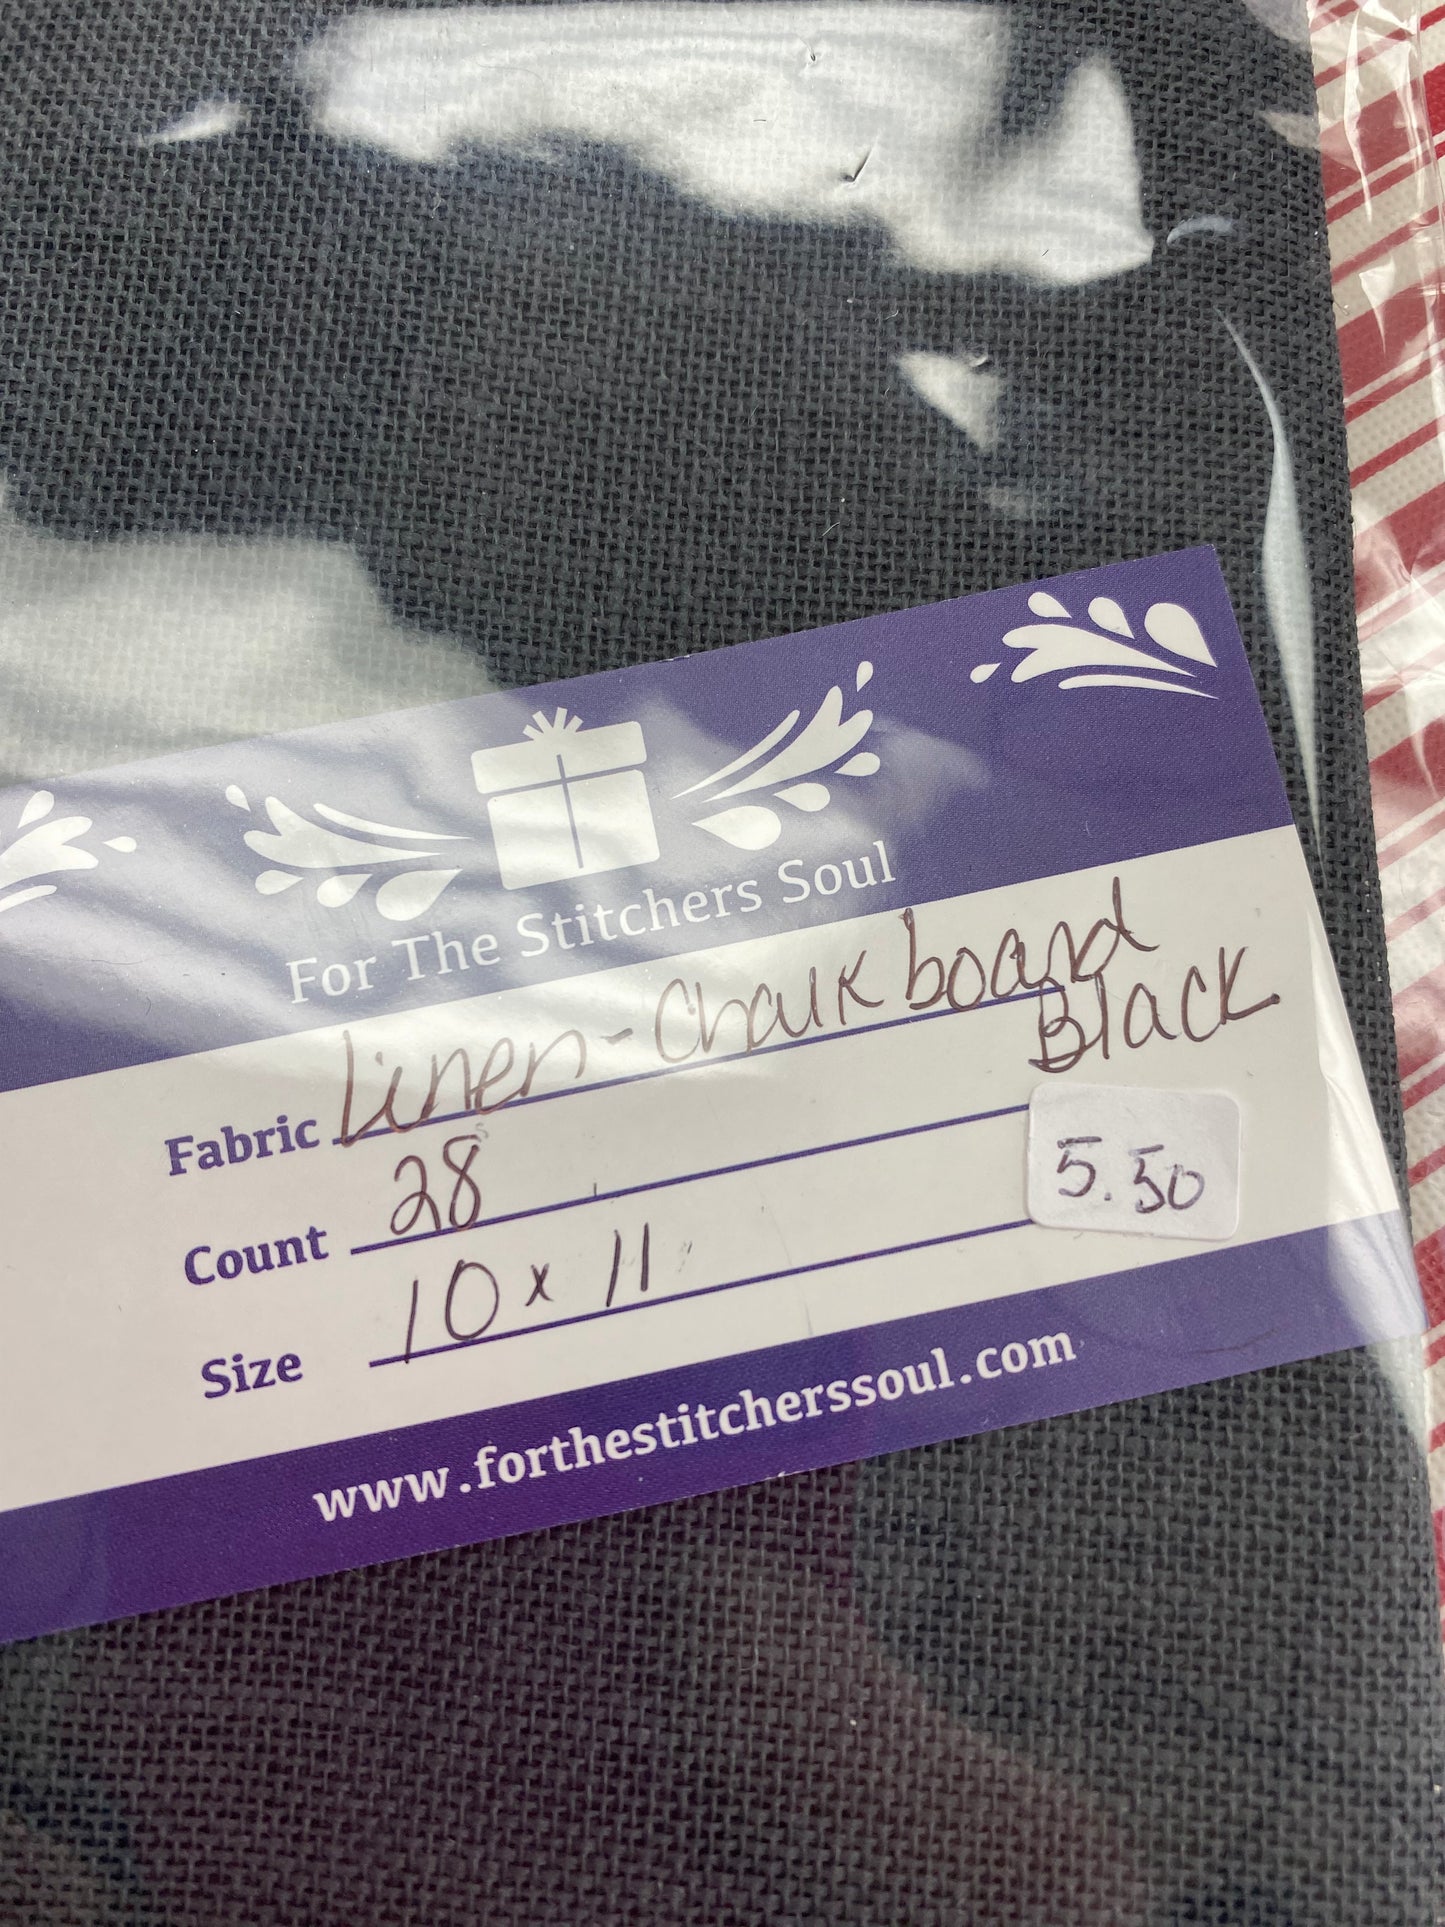 For The Stitchers Soul
Fabric Linen-Chalkboard
Black
Count 28
5.50
Size 10 x 11
www.forthestitcherssoul.com